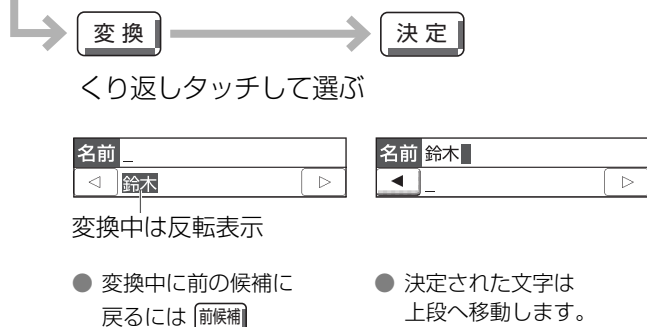 変換 決定
くり返しタッチして選ぶ
名前 _
◁ 鈴木 ▷
変換中は反転表示
● 変換中に前の候補に
戻るには 前候補
名前 鈴木
◀ _ ▷
● 決定された文字は
上段へ移動します。